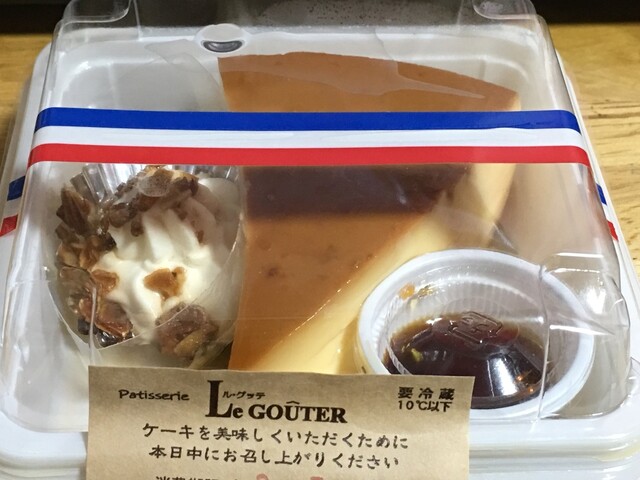 Patisserie
ル・グッテ
Le GOÛTER
要冷蔵
10℃以下
ケーキを美味しくいただくために
本日中にお召し上がりください